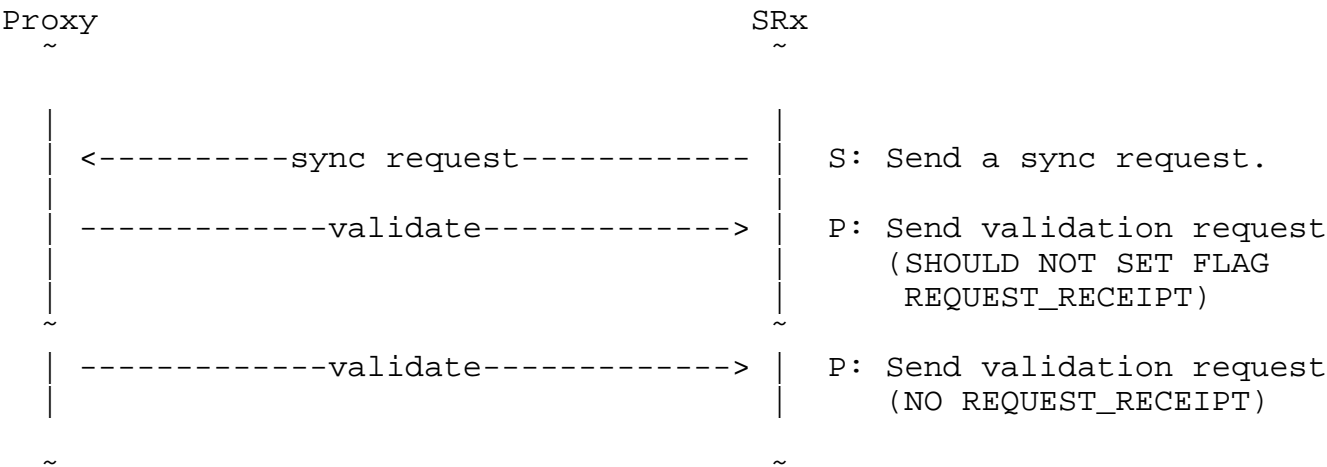 Proxy                                    SRx
  ~                                       ~
  |                                       |
  | <----------sync request------------ |  S: Send a sync request.
  |                                       |
  | -------------validate-------------> |  P: Send validation request
  |                                       |     (SHOULD NOT SET FLAG
  |                                       |      REQUEST_RECEIPT)
  ~                                       ~
  | -------------validate-------------> |  P: Send validation request
  |                                       |     (NO REQUEST_RECEIPT)
  ~                                       ~